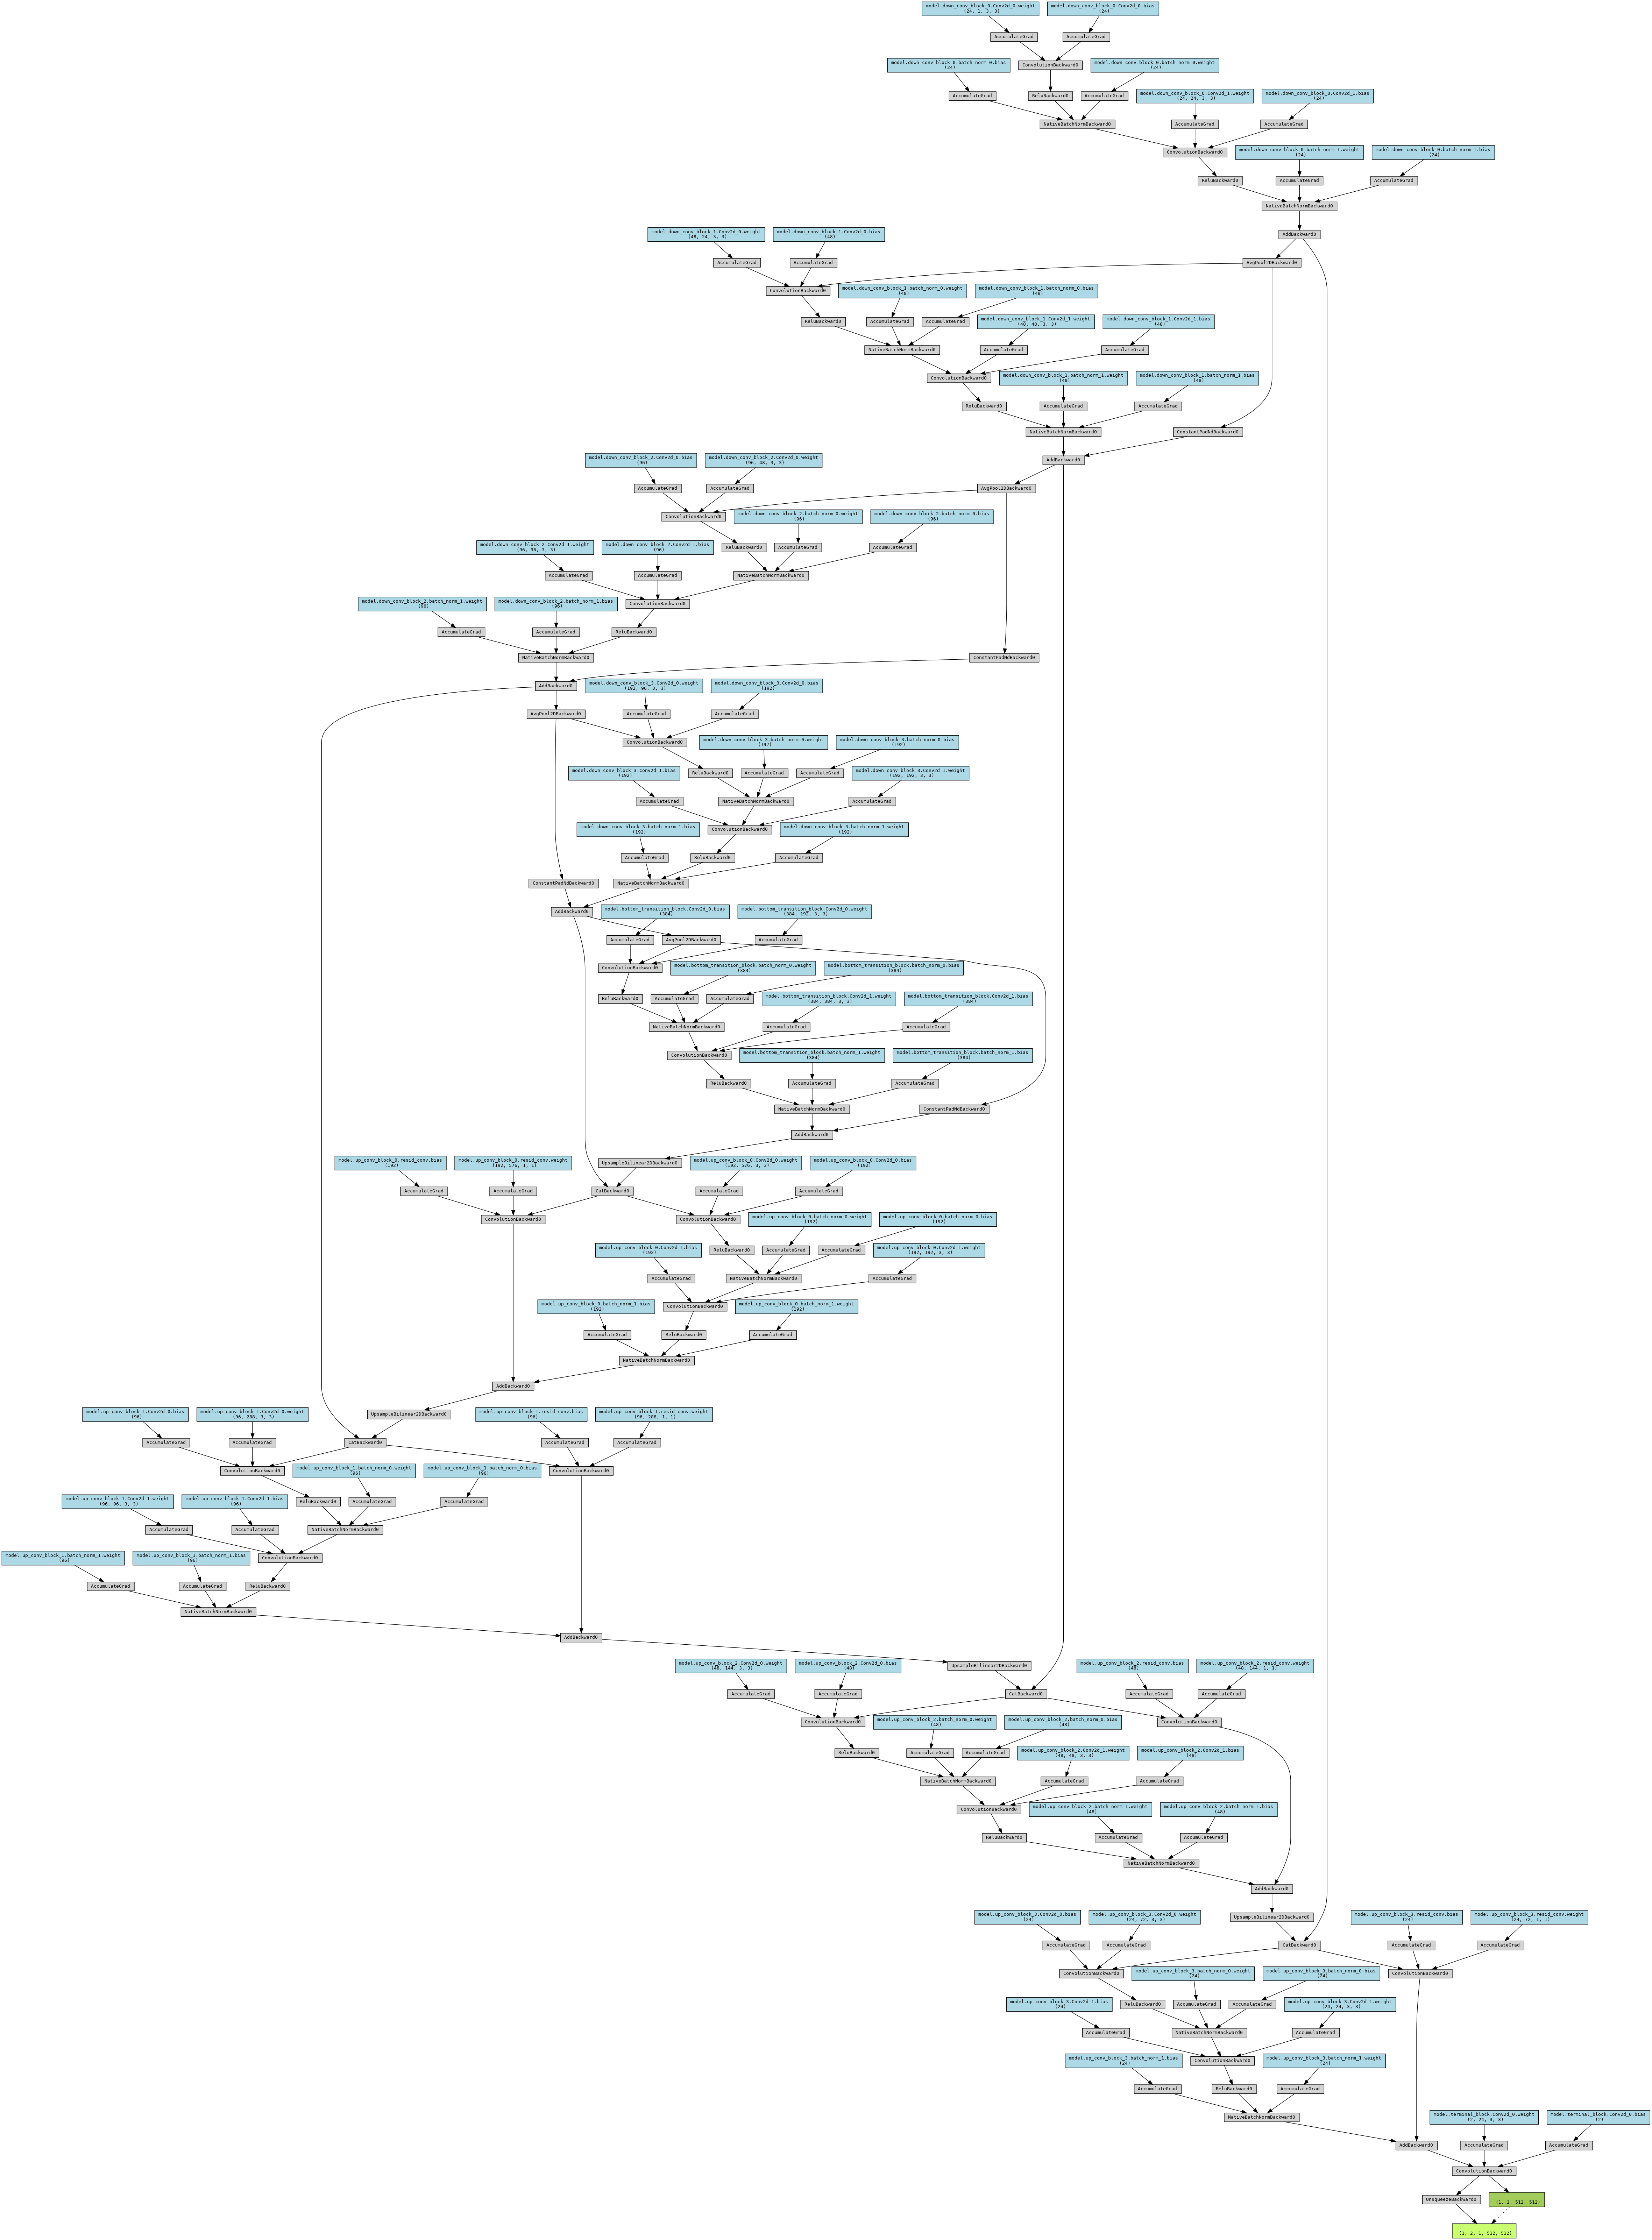 model.down_conv_block_0.Conv2d_0.weight
(24, 1, 3, 3)
model.down_conv_block_0.Conv2d_0.bias
(24)
AccumulateGrad
AccumulateGrad
ConvolutionBackward0
model.down_conv_block_0.batch_norm_0.bias
(24)
model.down_conv_block_0.batch_norm_0.weight
(24)
AccumulateGrad
ReluBackward0
AccumulateGrad
model.down_conv_block_0.Conv2d_1.weight
(24, 24, 3, 3)
model.down_conv_block_0.Conv2d_1.bias
(24)
NativeBatchNormBackward0
AccumulateGrad
AccumulateGrad
ConvolutionBackward0
model.down_conv_block_0.batch_norm_1.weight
(24)
model.down_conv_block_0.batch_norm_1.bias
(24)
ReluBackward0
AccumulateGrad
AccumulateGrad
NativeBatchNormBackward0
model.down_conv_block_1.Conv2d_0.weight
(48, 24, 3, 3)
model.down_conv_block_1.Conv2d_0.bias
(48)
AddBackward0
AccumulateGrad
AccumulateGrad
AvgPool2DBackward0
ConvolutionBackward0
model.down_conv_block_1.batch_norm_0.weight
(48)
model.down_conv_block_1.batch_norm_0.bias
(48)
ReluBackward0
AccumulateGrad
AccumulateGrad
model.down_conv_block_1.Conv2d_1.weight
(48, 48, 3, 3)
model.down_conv_block_1.Conv2d_1.bias
(48)
NativeBatchNormBackward0
AccumulateGrad
AccumulateGrad
ConvolutionBackward0
model.down_conv_block_1.batch_norm_1.weight
(48)
model.down_conv_block_1.batch_norm_1.bias
(48)
ReluBackward0
AccumulateGrad
AccumulateGrad
NativeBatchNormBackward0
ConstantPadNdBackward0
model.down_conv_block_2.Conv2d_0.bias
(96)
model.down_conv_block_2.Conv2d_0.weight
(96, 48, 3, 3)
AddBackward0
AccumulateGrad
AccumulateGrad
AvgPool2DBackward0
ConvolutionBackward0
model.down_conv_block_2.batch_norm_0.weight
(96)
model.down_conv_block_2.batch_norm_0.bias
(96)
model.down_conv_block_2.Conv2d_1.weight
(96, 96, 3, 3)
model.down_conv_block_2.Conv2d_1.bias
(96)
ReluBackward0
AccumulateGrad
AccumulateGrad
AccumulateGrad
AccumulateGrad
NativeBatchNormBackward0
model.down_conv_block_2.batch_norm_1.weight
(96)
model.down_conv_block_2.batch_norm_1.bias
(96)
ConvolutionBackward0
AccumulateGrad
AccumulateGrad
ReluBackward0
NativeBatchNormBackward0
ConstantPadNdBackward0
AddBackward0
model.down_conv_block_3.Conv2d_0.weight
(192, 96, 3, 3)
model.down_conv_block_3.Conv2d_0.bias
(192)
AvgPool2DBackward0
AccumulateGrad
AccumulateGrad
ConvolutionBackward0
model.down_conv_block_3.batch_norm_0.weight
(192)
model.down_conv_block_3.batch_norm_0.bias
(192)
model.down_conv_block_3.Conv2d_1.bias
(192)
ReluBackward0
AccumulateGrad
AccumulateGrad
model.down_conv_block_3.Conv2d_1.weight
(192, 192, 3, 3)
AccumulateGrad
NativeBatchNormBackward0
AccumulateGrad
model.down_conv_block_3.batch_norm_1.bias
(192)
ConvolutionBackward0
model.down_conv_block_3.batch_norm_1.weight
(192)
AccumulateGrad
ReluBackward0
AccumulateGrad
ConstantPadNdBackward0
NativeBatchNormBackward0
AddBackward0
model.bottom_transition_block.Conv2d_0.bias
(384)
model.bottom_transition_block.Conv2d_0.weight
(384, 192, 3, 3)
AccumulateGrad
AvgPool2DBackward0
AccumulateGrad
ConvolutionBackward0
model.bottom_transition_block.batch_norm_0.weight
(384)
model.bottom_transition_block.batch_norm_0.bias
(384)
ReluBackward0
AccumulateGrad
AccumulateGrad
model.bottom_transition_block.Conv2d_1.weight
(384, 384, 3, 3)
model.bottom_transition_block.Conv2d_1.bias
(384)
NativeBatchNormBackward0
AccumulateGrad
AccumulateGrad
ConvolutionBackward0
model.bottom_transition_block.batch_norm_1.weight
(384)
model.bottom_transition_block.batch_norm_1.bias
(384)
ReluBackward0
AccumulateGrad
AccumulateGrad
NativeBatchNormBackward0
ConstantPadNdBackward0
AddBackward0
model.up_conv_block_0.resid_conv.bias
(192)
model.up_conv_block_0.resid_conv.weight
(192, 576, 1, 1)
UpsampleBilinear2DBackward0
model.up_conv_block_0.Conv2d_0.weight
(192, 576, 3, 3)
model.up_conv_block_0.Conv2d_0.bias
(192)
AccumulateGrad
AccumulateGrad
CatBackward0
AccumulateGrad
AccumulateGrad
ConvolutionBackward0
ConvolutionBackward0
model.up_conv_block_0.batch_norm_0.weight
(192)
model.up_conv_block_0.batch_norm_0.bias
(192)
model.up_conv_block_0.Conv2d_1.bias
(192)
ReluBackward0
AccumulateGrad
AccumulateGrad
model.up_conv_block_0.Conv2d_1.weight
(192, 192, 3, 3)
AccumulateGrad
NativeBatchNormBackward0
AccumulateGrad
model.up_conv_block_0.batch_norm_1.bias
(192)
ConvolutionBackward0
model.up_conv_block_0.batch_norm_1.weight
(192)
AccumulateGrad
ReluBackward0
AccumulateGrad
NativeBatchNormBackward0
AddBackward0
model.up_conv_block_1.Conv2d_0.bias
(96)
model.up_conv_block_1.Conv2d_0.weight
(96, 288, 3, 3)
UpsampleBilinear2DBackward0
model.up_conv_block_1.resid_conv.bias
(96)
model.up_conv_block_1.resid_conv.weight
(96, 288, 1, 1)
AccumulateGrad
AccumulateGrad
CatBackward0
AccumulateGrad
AccumulateGrad
ConvolutionBackward0
model.up_conv_block_1.batch_norm_0.weight
(96)
model.up_conv_block_1.batch_norm_0.bias
(96)
ConvolutionBackward0
model.up_conv_block_1.Conv2d_1.weight
(96, 96, 3, 3)
model.up_conv_block_1.Conv2d_1.bias
(96)
ReluBackward0
AccumulateGrad
AccumulateGrad
AccumulateGrad
AccumulateGrad
NativeBatchNormBackward0
model.up_conv_block_1.batch_norm_1.weight
(96)
model.up_conv_block_1.batch_norm_1.bias
(96)
ConvolutionBackward0
AccumulateGrad
AccumulateGrad
ReluBackward0
NativeBatchNormBackward0
AddBackward0
model.up_conv_block_2.Conv2d_0.weight
(48, 144, 3, 3)
model.up_conv_block_2.Conv2d_0.bias
(48)
UpsampleBilinear2DBackward0
model.up_conv_block_2.resid_conv.bias
(48)
model.up_conv_block_2.resid_conv.weight
(48, 144, 1, 1)
AccumulateGrad
AccumulateGrad
CatBackward0
AccumulateGrad
AccumulateGrad
ConvolutionBackward0
model.up_conv_block_2.batch_norm_0.weight
(48)
model.up_conv_block_2.batch_norm_0.bias
(48)
ConvolutionBackward0
ReluBackward0
AccumulateGrad
AccumulateGrad
model.up_conv_block_2.Conv2d_1.weight
(48, 48, 3, 3)
model.up_conv_block_2.Conv2d_1.bias
(48)
NativeBatchNormBackward0
AccumulateGrad
AccumulateGrad
ConvolutionBackward0
model.up_conv_block_2.batch_norm_1.weight
(48)
model.up_conv_block_2.batch_norm_1.bias
(48)
ReluBackward0
AccumulateGrad
AccumulateGrad
NativeBatchNormBackward0
AddBackward0
model.up_conv_block_3.Conv2d_0.bias
(24)
model.up_conv_block_3.Conv2d_0.weight
(24, 72, 3, 3)
UpsampleBilinear2DBackward0
model.up_conv_block_3.resid_conv.bias
(24)
model.up_conv_block_3.resid_conv.weight
(24, 72, 1, 1)
AccumulateGrad
AccumulateGrad
CatBackward0
AccumulateGrad
AccumulateGrad
ConvolutionBackward0
model.up_conv_block_3.batch_norm_0.weight
(24)
model.up_conv_block_3.batch_norm_0.bias
(24)
ConvolutionBackward0
model.up_conv_block_3.Conv2d_1.bias
(24)
ReluBackward0
AccumulateGrad
AccumulateGrad
model.up_conv_block_3.Conv2d_1.weight
(24, 24, 3, 3)
AccumulateGrad
NativeBatchNormBackward0
AccumulateGrad
model.up_conv_block_3.batch_norm_1.bias
(24)
ConvolutionBackward0
model.up_conv_block_3.batch_norm_1.weight
(24)
AccumulateGrad
ReluBackward0
AccumulateGrad
NativeBatchNormBackward0
model.terminal_block.Conv2d_0.weight
(2, 24, 3, 3)
model.terminal_block.Conv2d_0.bias
(2)
AddBackward0
AccumulateGrad
AccumulateGrad
ConvolutionBackward0
UnsqueezeBackward0
(1, 2, 512, 512)
(1, 2, 1, 512, 512)